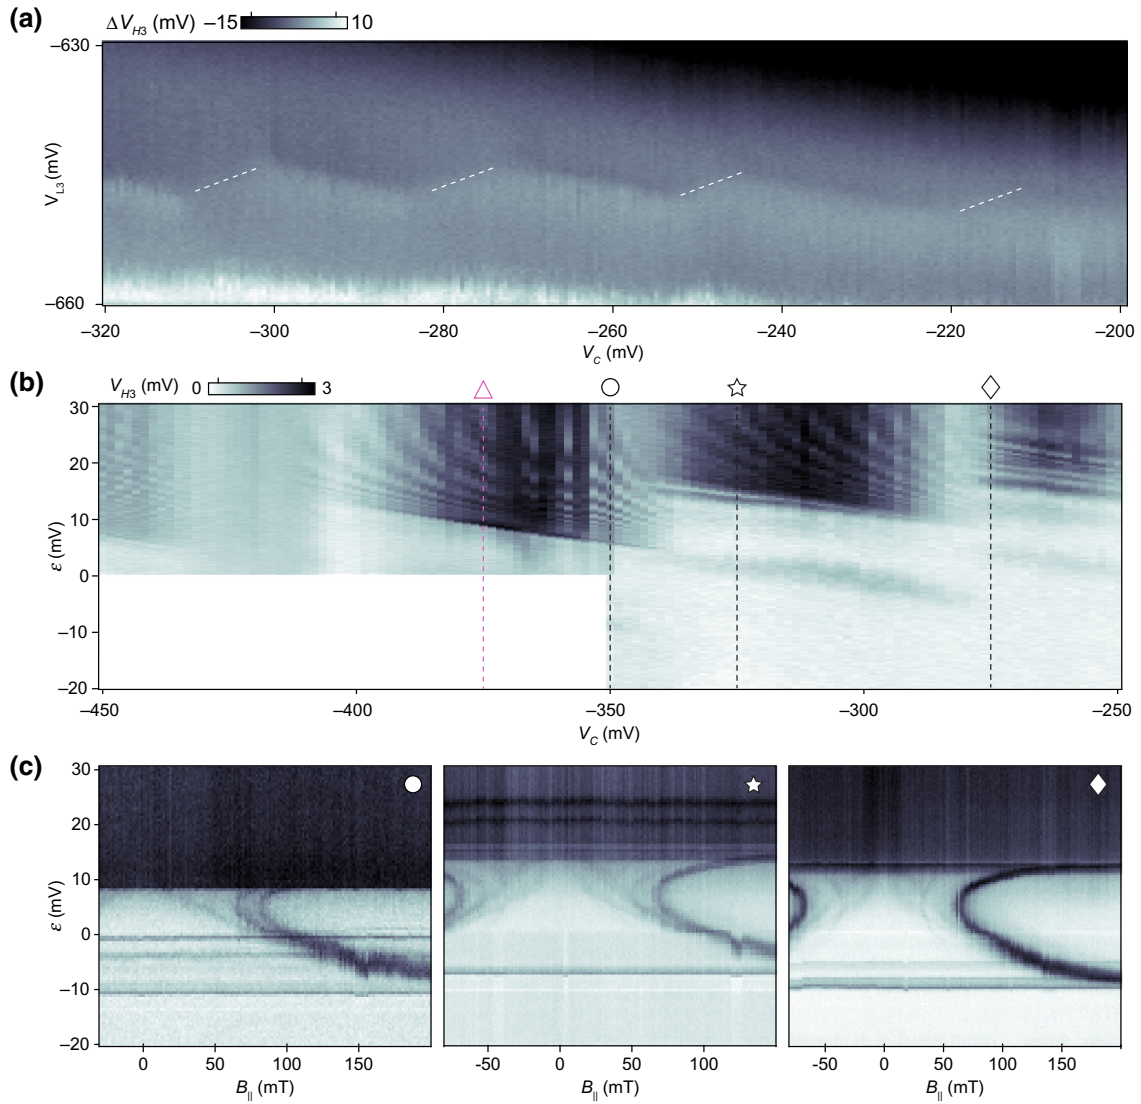 (a)
ΔV_H3 (mV) –15 10
–630
V_L3 (mV)
–660
–320 –300 –280 –260 –240 –220 –200
V_C (mV)
(b)
V_H3 (mV) 0 3
30
20
10
0
–10
–20
ε (mV)
–450 –400 –350 –300 –250
V_C (mV)
(c)
30
20
10
0
–10
–20
ε (mV)
0 50 100 150 -50 0 50 100 -50 0 50 100 150
B_|| (mT) B_|| (mT) B_|| (mT)